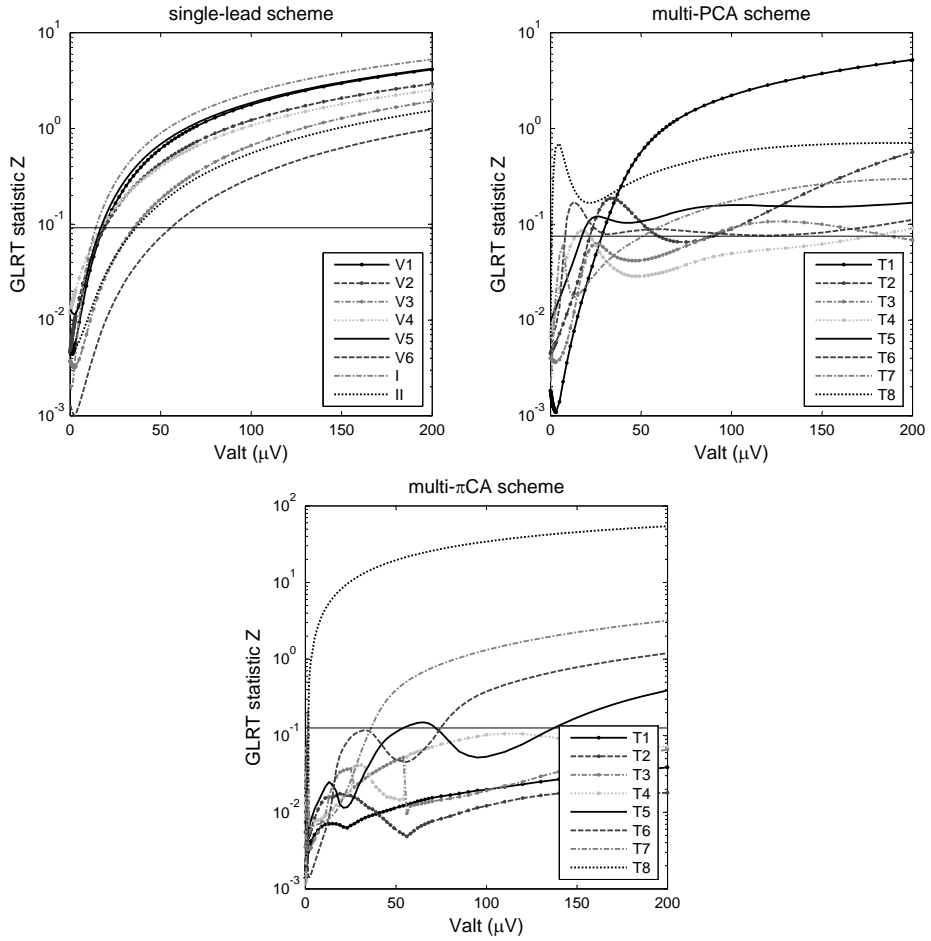 single-lead scheme
GLRT statistic Z
10^1
10^0
10^-1
10^-2
10^-3
0
50
100
150
200
Valt (μV)
V1
V2
V3
V4
V5
V6
I
II
multi-PCA scheme
GLRT statistic Z
10^1
10^0
10^-1
10^-2
10^-3
0
50
100
150
200
Valt (μV)
T1
T2
T3
T4
T5
T6
T7
T8
multi-πCA scheme
GLRT statistic Z
10^2
10^1
10^0
10^-1
10^-2
10^-3
0
50
100
150
200
Valt (μV)
T1
T2
T3
T4
T5
T6
T7
T8